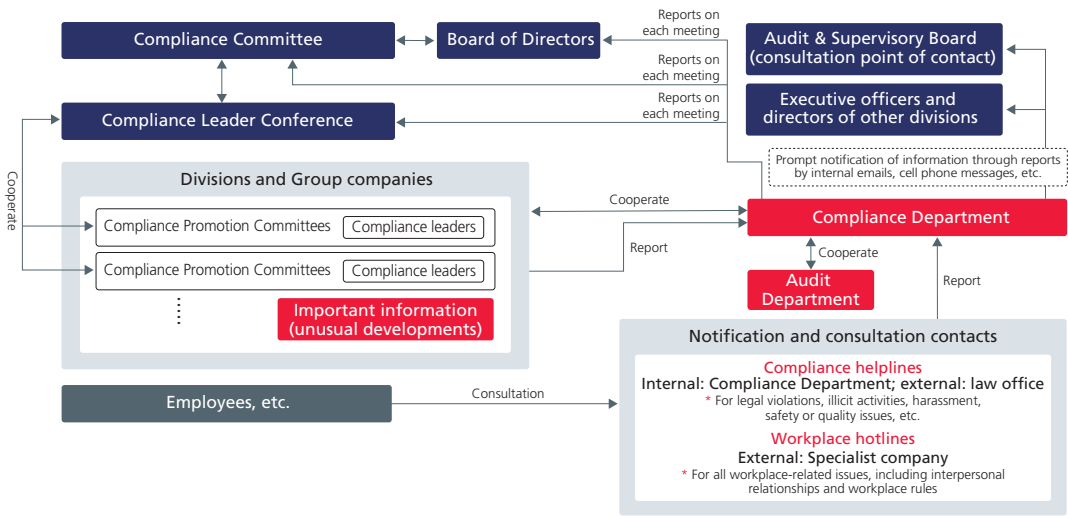 Compliance Committee
Board of Directors
Reports on
each meeting
Reports on
each meeting
Reports on
each meeting
Audit & Supervisory Board
(consultation point of contact)
Executive officers and
directors of other divisions
Compliance Leader Conference
Prompt notification of information through reports
by internal emails, cell phone messages, etc.
Cooperate
Divisions and Group companies
Compliance Promotion Committees
Compliance leaders
Compliance Promotion Committees
Compliance leaders
Important information
(unusual developments)
Cooperate
Report
Compliance Department
Cooperate
Audit
Department
Report
Employees, etc.
Consultation
Notification and consultation contacts
Compliance helplines
Internal: Compliance Department; external: law office
* For legal violations, illicit activities, harassment,
safety or quality issues, etc.
Workplace hotlines
External: Specialist company
* For all workplace-related issues, including interpersonal
relationships and workplace rules